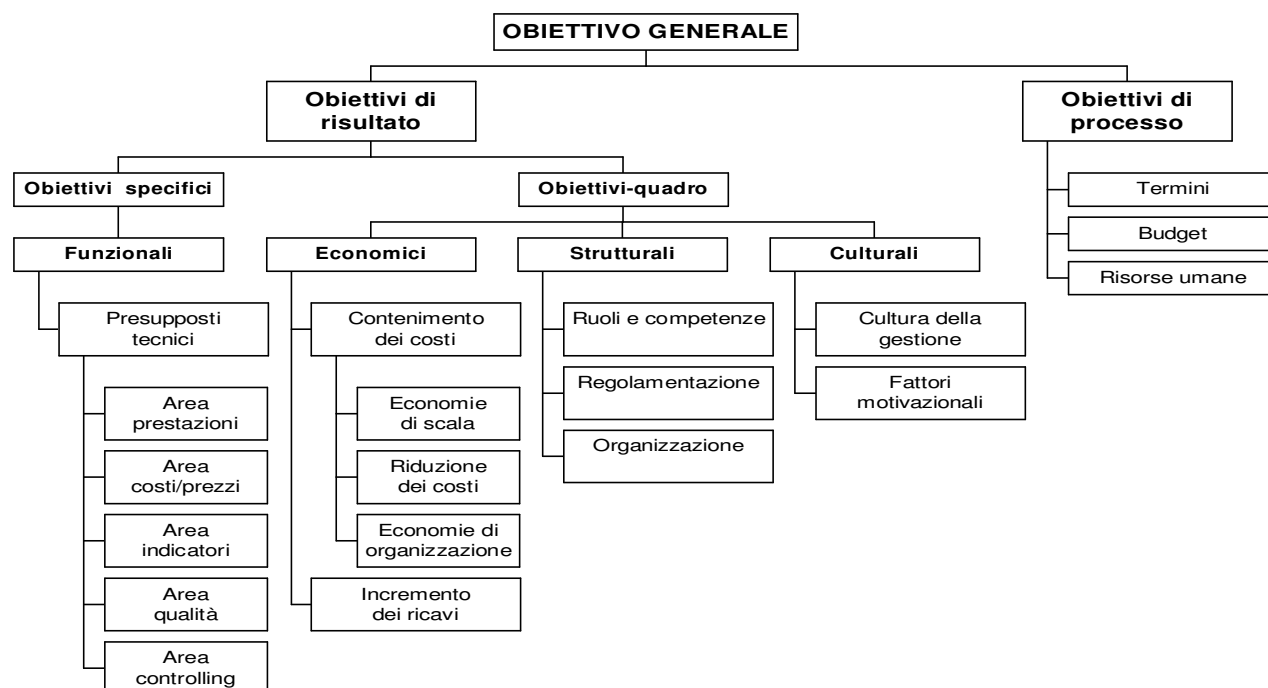 OBIETTIVO GENERALE
Obiettivi di
risultato
Obiettivi di
processo
Obiettivi specifici
Obiettivi-quadro
Termini
Budget
Risorse umane
Funzionali
Economici
Strutturali
Culturali
Presupposti
tecnici
Area
prestazioni
Area
costi/prezzi
Area
indicatori
Area
qualità
Area
controlling
Contenimento
dei costi
Economie
di scala
Riduzione
dei costi
Economie di
organizzazione
Incremento
dei ricavi
Ruoli e competenze
Regolamentazione
Organizzazione
Cultura della
gestione
Fattori
motivazionali